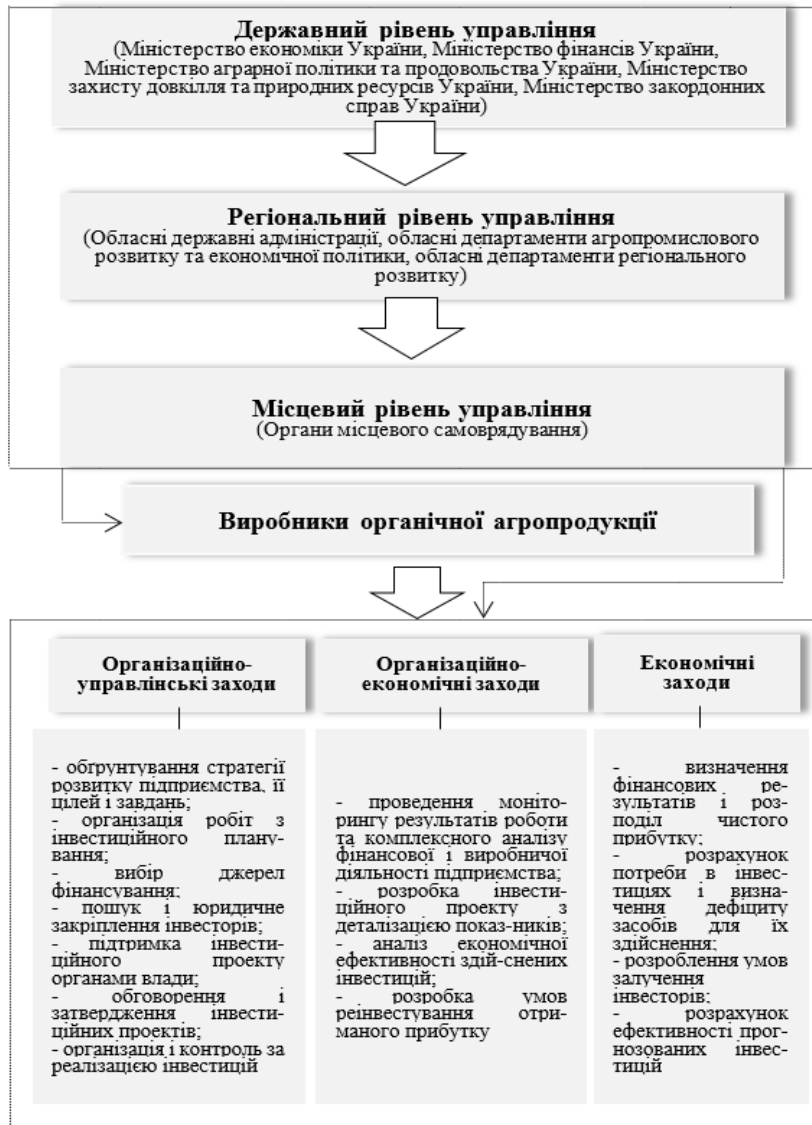 Державний рівень управління
(Міністерство економіки України, Міністерство фінансів України,
Міністерство аграрної політики та продовольства України, Міністерство
захисту довкілля та природних ресурсів України, Міністерство закордонних
справ України)
Регіональний рівень управління
(Обласні державні адміністрації, обласні департаменти агропромислового
розвитку та економічної політики, обласні департаменти регіонального
розвитку)
Місцевий рівень управління
(Органи місцевого самоврядування)
Виробники органічної агропродукції
Організаційно-
управлінські заходи
- обґрунтування стратегії
розвитку підприємства, її
цілей і завдань;
- організація робіт з
інвестиційного плану-
вання;
- вибір джерел
фінансування;
- пошук і юридичне
закріплення інвесторів;
- підтримка інвести-
ційного проекту
органами влади;
- обговорення і
затвердження інвести-
ційних проектів;
- організація і контроль за
реалізацією інвестицій
Організаційно-
економічні заходи
- проведення моніто-
рингу результатів роботи
та комплексного аналізу
фінансової і виробничої
діяльності підприємства;
- розробка інвести-
ційного проекту з
деталізацією показ-ників;
- аналіз економічної
ефективності здій-снених
інвестицій;
- розробка умов
реінвестування отри-
маного прибутку
Економічні
заходи
- визначення
фінансових ре-
зультатів і роз-
поділ чистого
прибутку;
- розрахунок
потреби в інвес-
тиціях і визна-
чення дефіциту
засобів для їх
здійснення;
- розроблення умов
залучення
інвесторів;
- розрахунок
ефективності прог-
нозованих інвес-
тицій